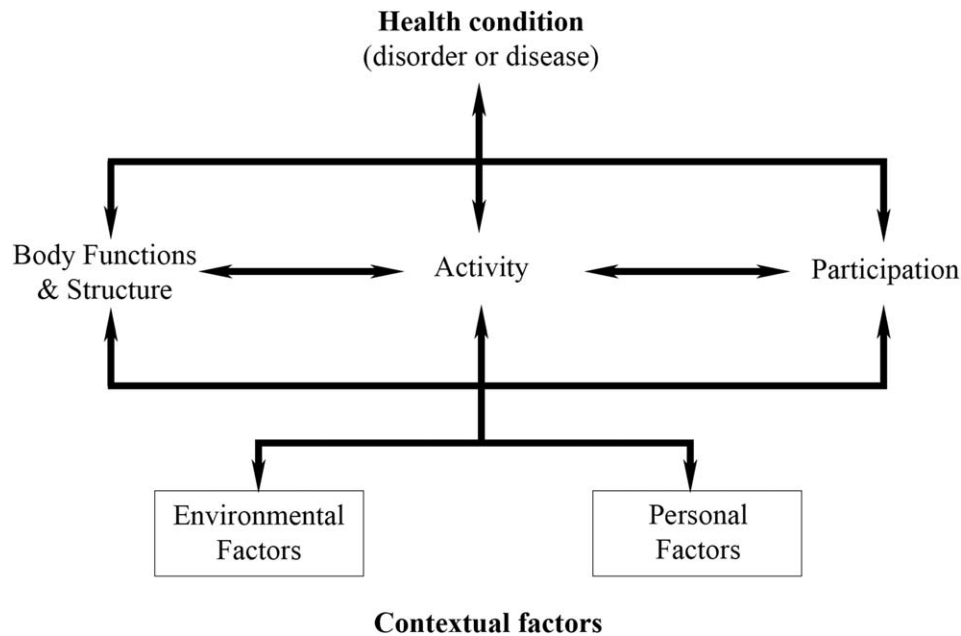 Health condition
(disorder or disease)
Body Functions
& Structure
Activity
Participation
Environmental
Factors
Personal
Factors
Contextual factors